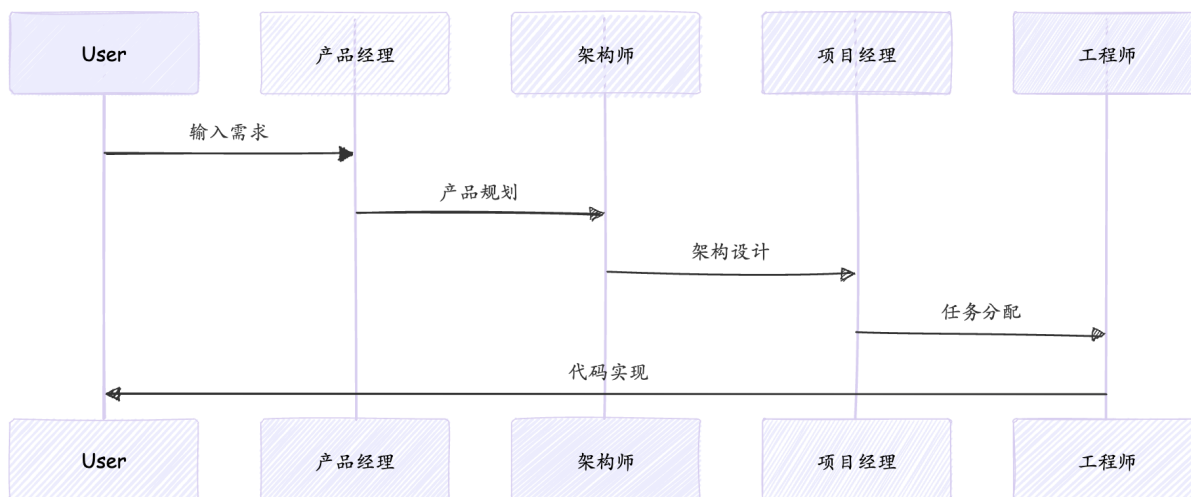 User 产品经理 架构师 项目经理 工程师
输入需求
产品规划
架构设计
任务分配
代码实现
User 产品经理 架构师 项目经理 工程师